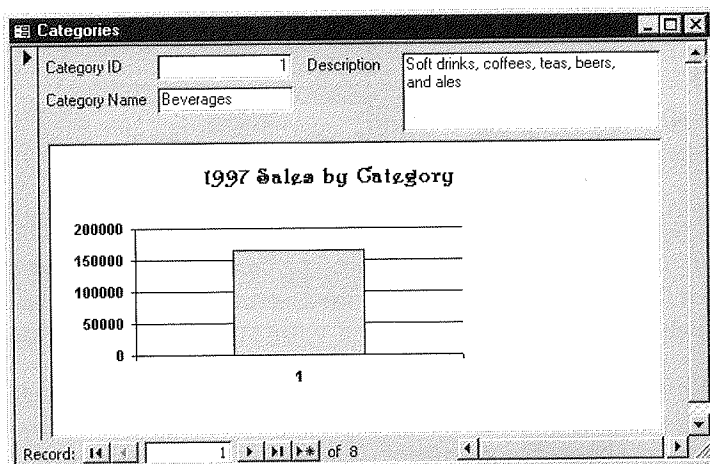 Categories
Category ID 1 Description Soft drinks, coffees, teas, beers,
and ales
Category Name Beverages
1997 Sales by Category
200000
150000
100000
50000
0
1
Record: 1 of 8